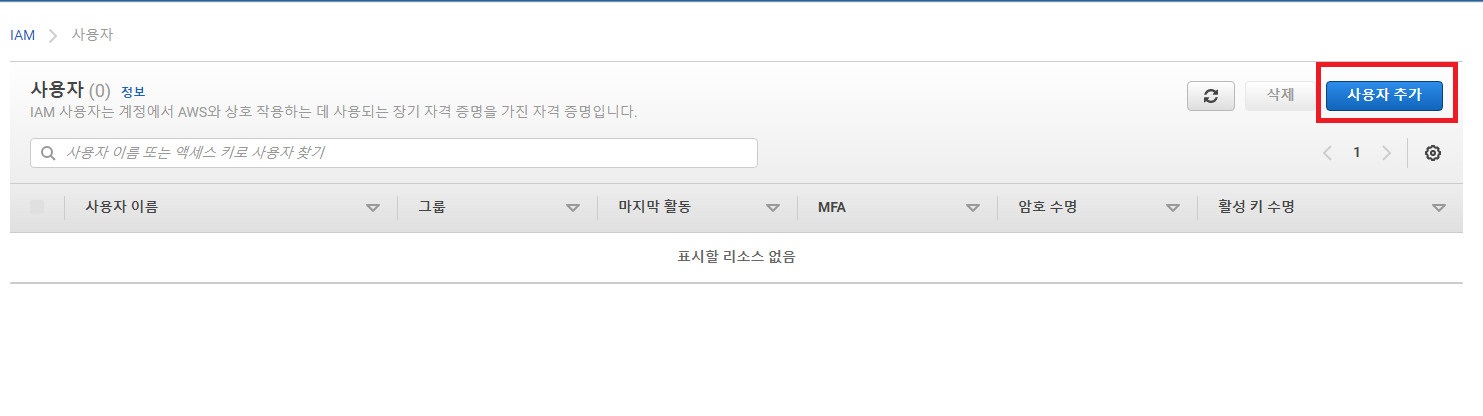 IAM > 사용자
사용자 (0) 정보
삭제
사용자 추가
IAM 사용자는 계정에서 AWS와 상호 작용하는 데 사용되는 장기 자격 증명을 가진 자격 증명입니다.
사용자 이름 또는 액세스 키로 사용자 찾기
1
사용자 이름 그룹 마지막 활동 MFA 암호 수명 활성 키 수명
표시할 리소스 없음